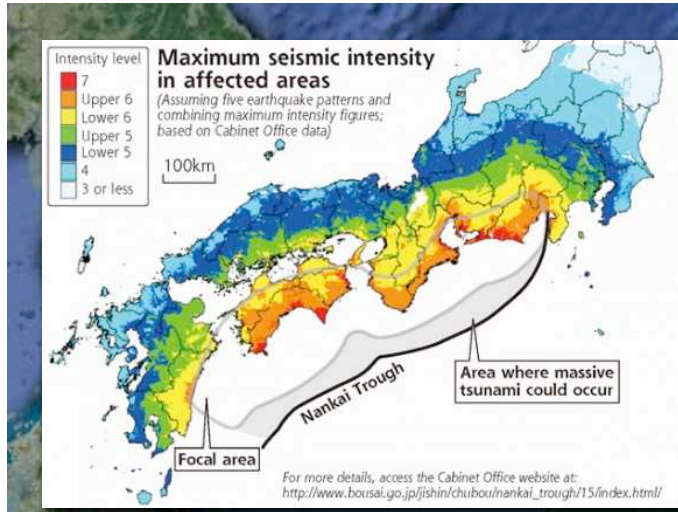 Intensity level
7
Upper 6
Lower 6
Upper 5
Lower 5
4
3 or less
Maximum seismic intensity
in affected areas
(Assuming five earthquake patterns and
combining maximum intensity figures;
based on Cabinet Office data)
100km
Nankai Trough
Area where massive
tsunami could occur
Focal area
For more details, access the Cabinet Office website at:
http://www.bousai.go.jp/jishin/chubou/nankai_trough/15/index.html/